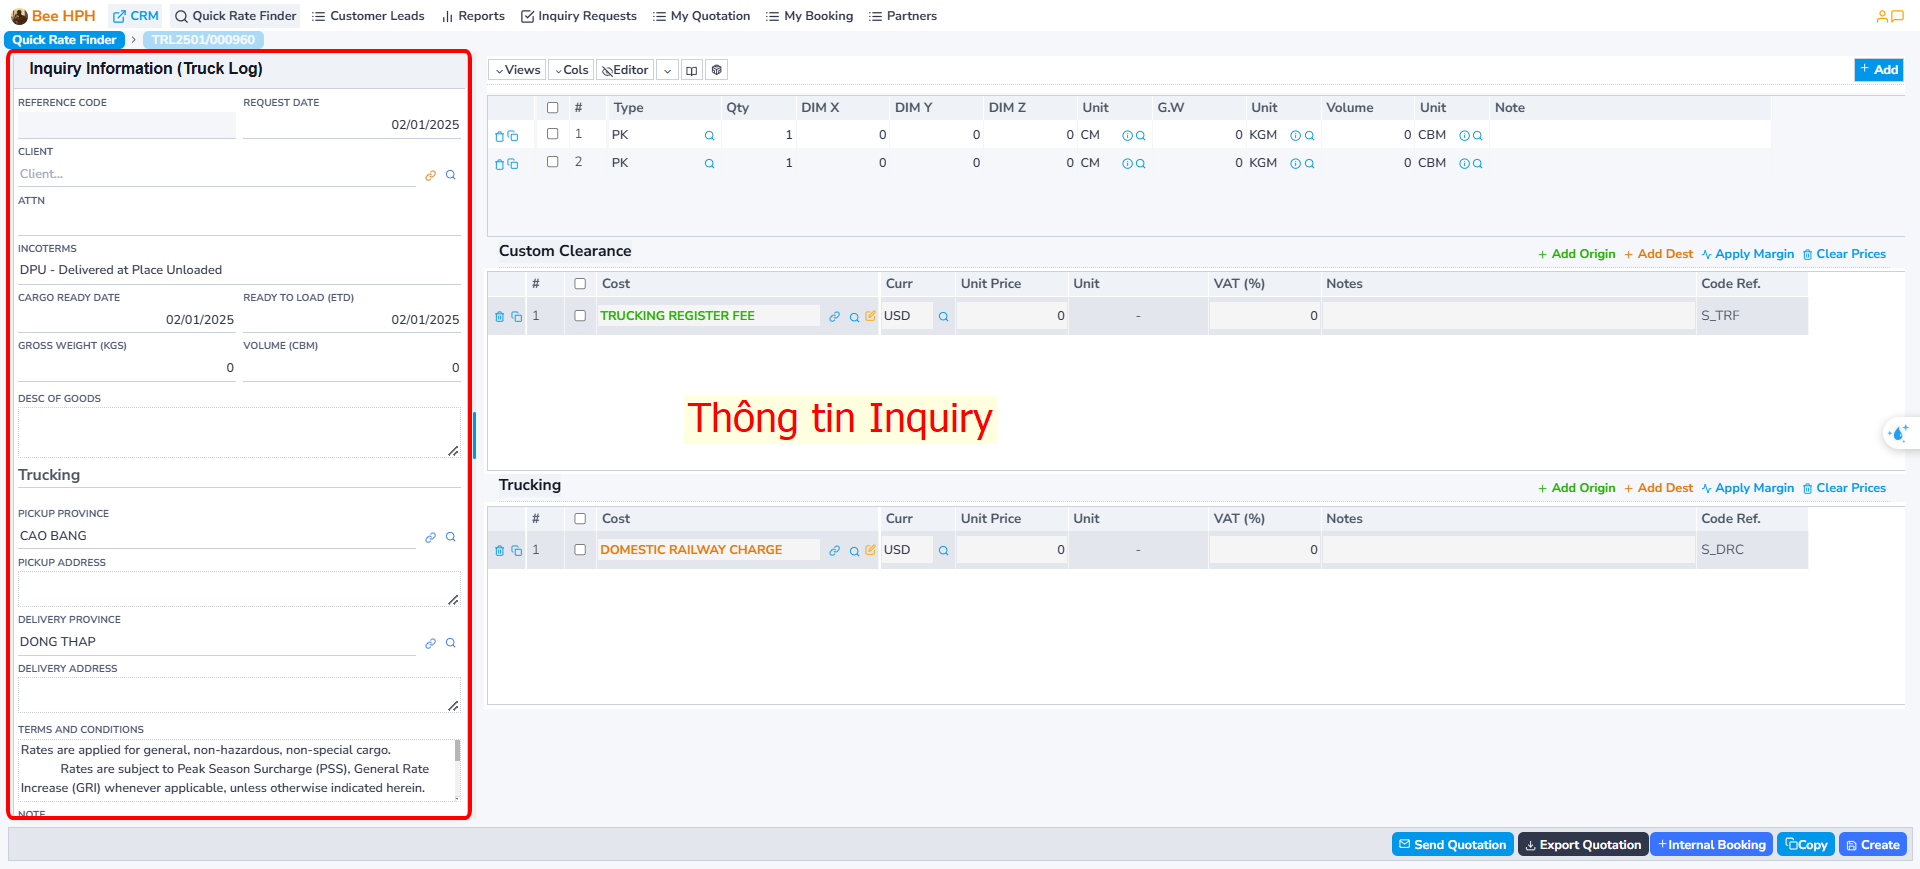 Bee HPH CRM Quick Rate Finder Customer Leads Reports Inquiry Requests My Quotation My Booking Partners
Quick Rate Finder > TRL2501/000960
Inquiry Information (Truck Log)
REFERENCE CODE REQUEST DATE
02/01/2025
CLIENT
Client...
ATTN
INCOTERMS
DPU - Delivered at Place Unloaded
CARGO READY DATE READY TO LOAD (ETD)
02/01/2025 02/01/2025
GROSS WEIGHT (KGS) VOLUME (CBM)
0 0
DESC OF GOODS
Trucking
PICKUP PROVINCE
CAO BANG
PICKUP ADDRESS
DELIVERY PROVINCE
DONG THAP
DELIVERY ADDRESS
TERMS AND CONDITIONS
Rates are applied for general, non-hazardous, non-special cargo.
Rates are subject to Peak Season Surcharge (PSS), General Rate
Increase (GRI) whenever applicable, unless otherwise indicated herein.
NOTE
Views Cols Editor + Add
# Type Qty DIM X DIM Y DIM Z Unit G.W Unit Volume Unit Note
1 PK 1 0 0 0 CM 0 KGM 0 CBM
2 PK 1 0 0 0 CM 0 KGM 0 CBM
Custom Clearance + Add Origin + Add Dest Apply Margin Clear Prices
# Cost Curr Unit Price Unit VAT (%) Notes Code Ref.
1 TRUCKING REGISTER FEE USD 0 - 0 S_TRF
Thông tin Inquiry
Trucking + Add Origin + Add Dest Apply Margin Clear Prices
# Cost Curr Unit Price Unit VAT (%) Notes Code Ref.
1 DOMESTIC RAILWAY CHARGE USD 0 - 0 S_DRC
Send Quotation Export Quotation +Internal Booking Copy Create